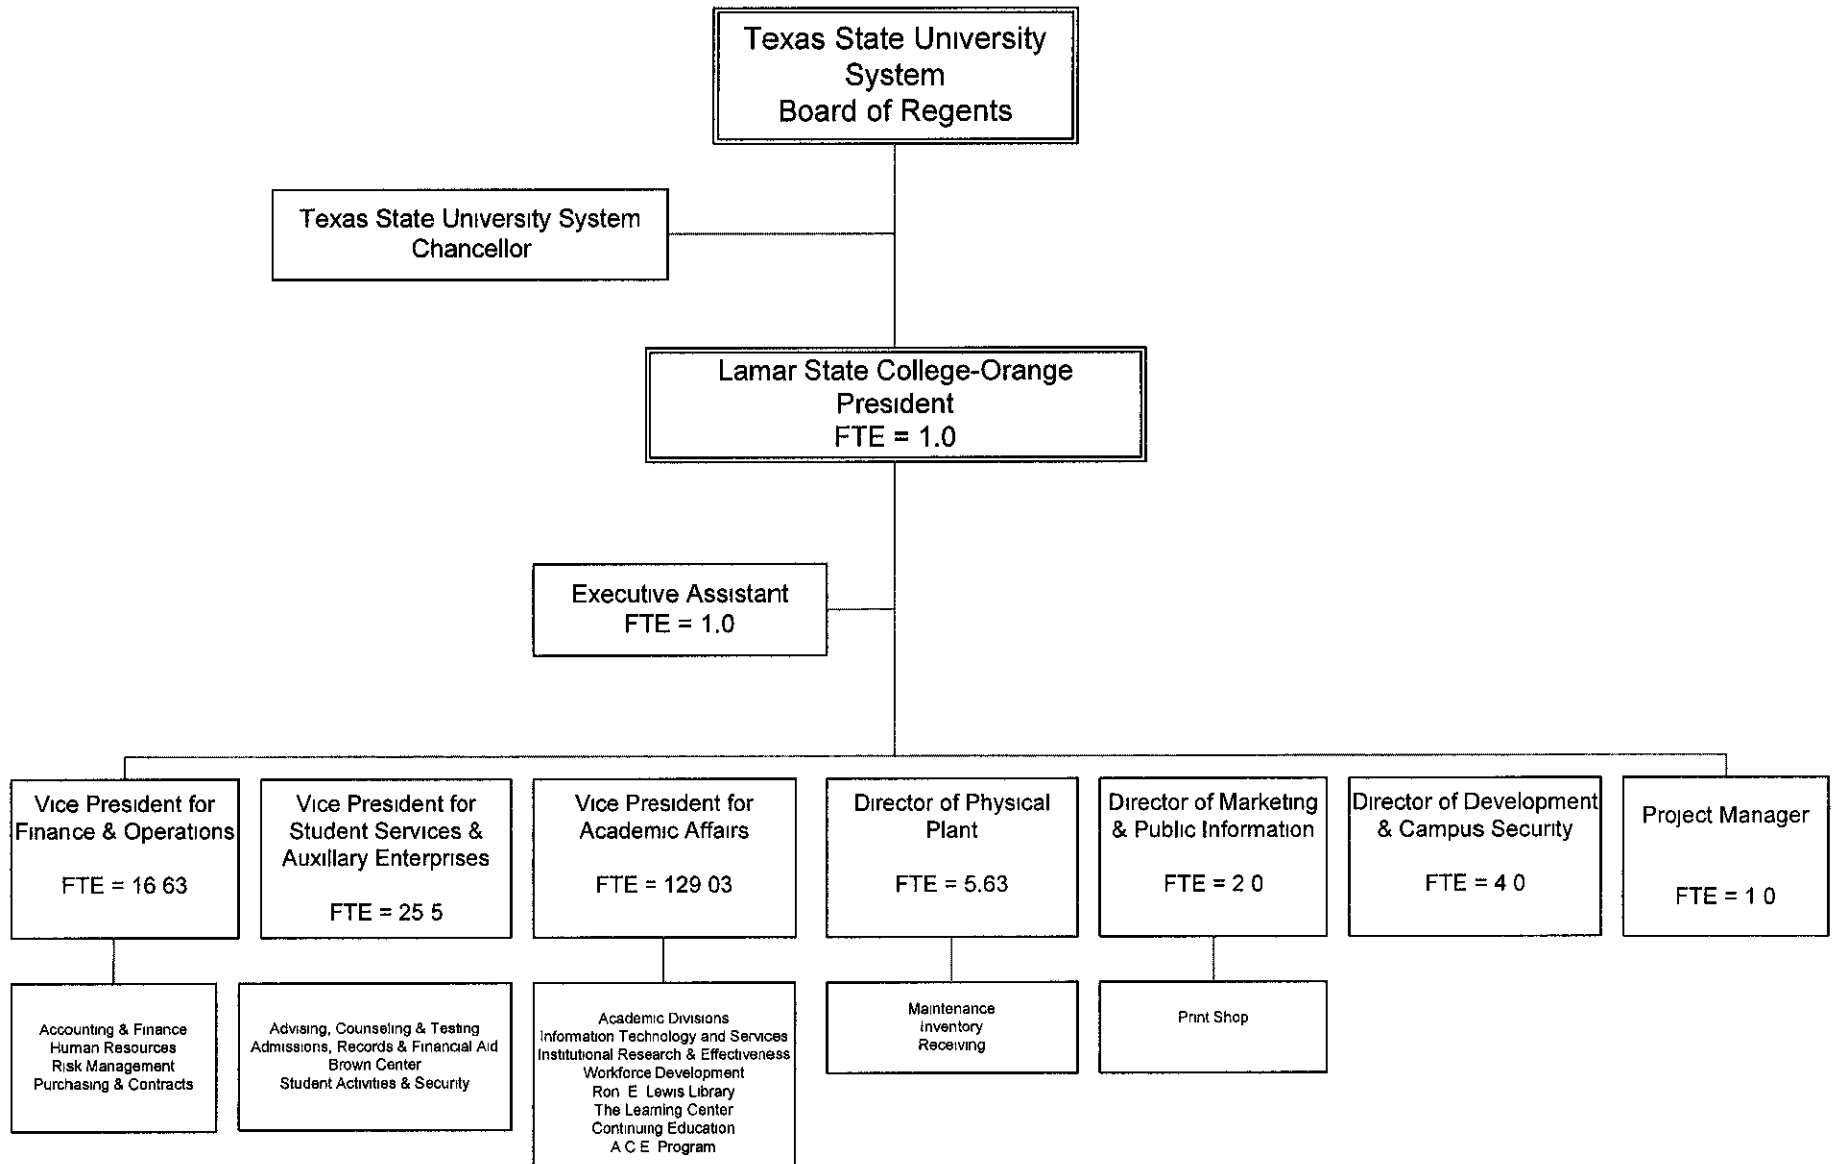 Texas State University
System
Board of Regents
Texas State University System
Chancellor
Lamar State College-Orange
President
FTE = 1.0
Executive Assistant
FTE = 1.0
Vice President for
Finance & Operations
FTE = 16 63
Vice President for
Student Services &
Auxillary Enterprises
FTE = 25 5
Vice President for
Academic Affairs
FTE = 129 03
Director of Physical
Plant
FTE = 5.63
Director of Marketing
& Public Information
FTE = 2 0
Director of Development
& Campus Security
FTE = 4 0
Project Manager
FTE = 1 0
Accounting & Finance
Human Resources
Risk Management
Purchasing & Contracts
Advising, Counseling & Testing
Admissions, Records & Financial Aid
Brown Center
Student Activities & Security
Academic Divisions
Information Technology and Services
Institutional Research & Effectiveness
Workforce Development
Ron E Lewis Library
The Learning Center
Continuing Education
A C E Program
Maintenance
Inventory
Receiving
Print Shop